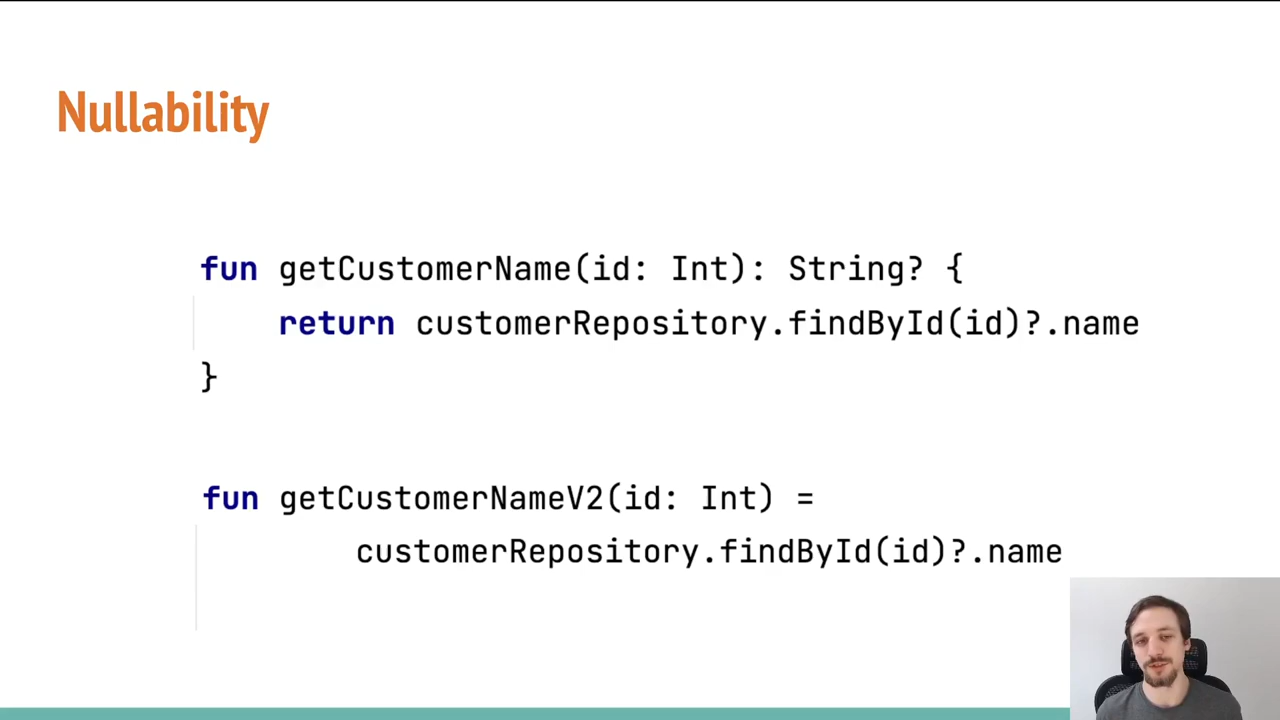 Nullability
fun getCustomerName(id: Int): String? {
return customerRepository.findById(id)?.name
}
fun getCustomerNameV2(id: Int) =
customerRepository.findById(id)?.name